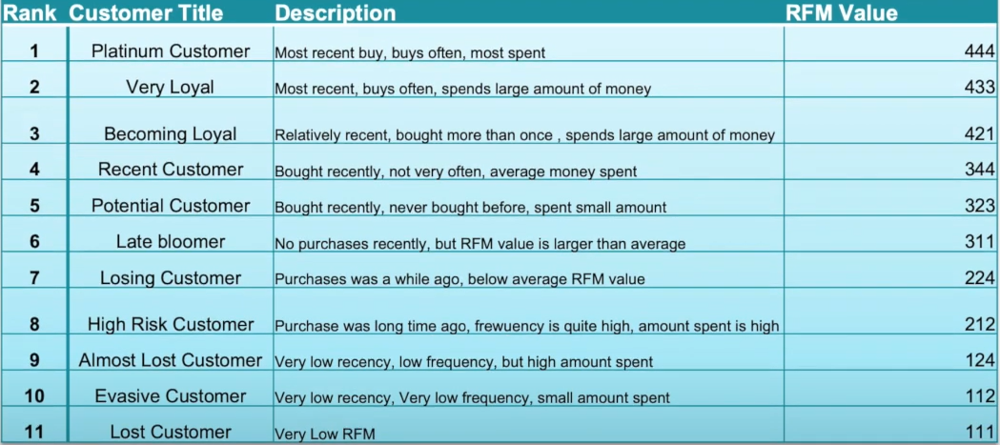 Rank Customer Title Description RFM Value
1 Platinum Customer Most recent buy, buys often, most spent 444
2 Very Loyal Most recent, buys often, spends large amount of money 433
3 Becoming Loyal Relatively recent, bought more than once , spends large amount of money 421
4 Recent Customer Bought recently, not very often, average money spent 344
5 Potential Customer Bought recently, never bought before, spent small amount 323
6 Late bloomer No purchases recently, but RFM value is larger than average 311
7 Losing Customer Purchases was a while ago, below average RFM value 224
8 High Risk Customer Purchase was long time ago, frewuency is quite high, amount spent is high 212
9 Almost Lost Customer Very low recency, low frequency, but high amount spent 124
10 Evasive Customer Very low recency, Very low frequency, small amount spent 112
11 Lost Customer Very Low RFM 111